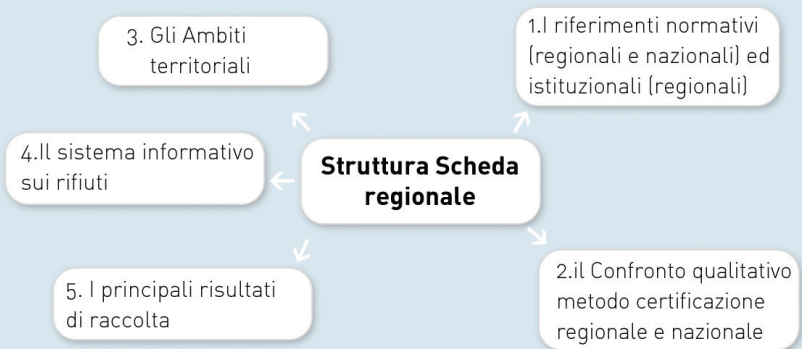 3. Gli Ambiti
territoriali
1.I riferimenti normativi
(regionali e nazionali) ed
istituzionali (regionali)
4.Il sistema informativo
sui rifiuti
Struttura Scheda
regionale
5. I principali risultati
di raccolta
2.il Confronto qualitativo
metodo certificazione
regionale e nazionale